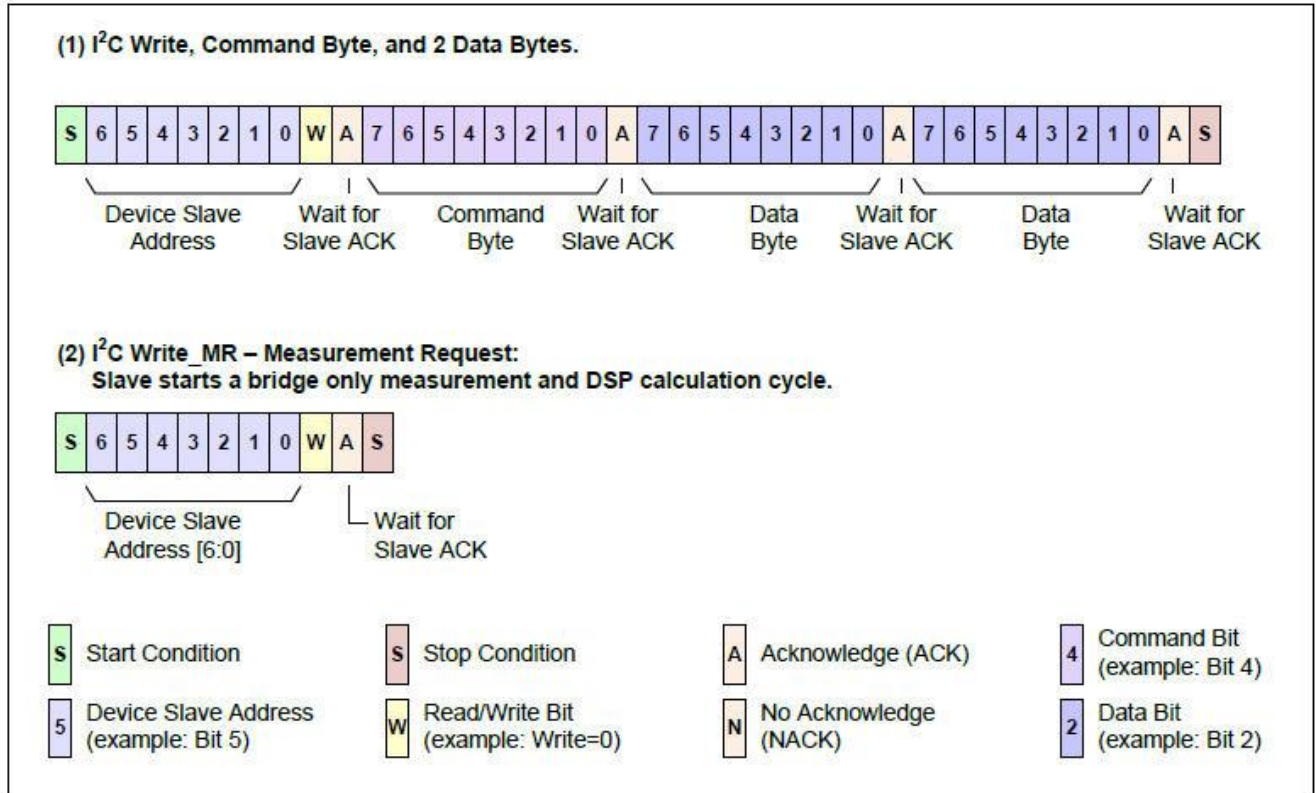 (1) I²C Write, Command Byte, and 2 Data Bytes.
S 6 5 4 3 2 1 0 W A 7 6 5 4 3 2 1 0 A 7 6 5 4 3 2 1 0 A 7 6 5 4 3 2 1 0 A S
Device Slave Address
Wait for Slave ACK
Command Byte
Wait for Slave ACK
Data Byte
Wait for Slave ACK
Data Byte
Wait for Slave ACK
(2) I²C Write_MR – Measurement Request:
Slave starts a bridge only measurement and DSP calculation cycle.
S 6 5 4 3 2 1 0 W A S
Device Slave
Address [6:0]
Wait for
Slave ACK
S Start Condition
S Stop Condition
A Acknowledge (ACK)
4 Command Bit
(example: Bit 4)
5 Device Slave Address
(example: Bit 5)
W Read/Write Bit
(example: Write=0)
N No Acknowledge
(NACK)
2 Data Bit
(example: Bit 2)